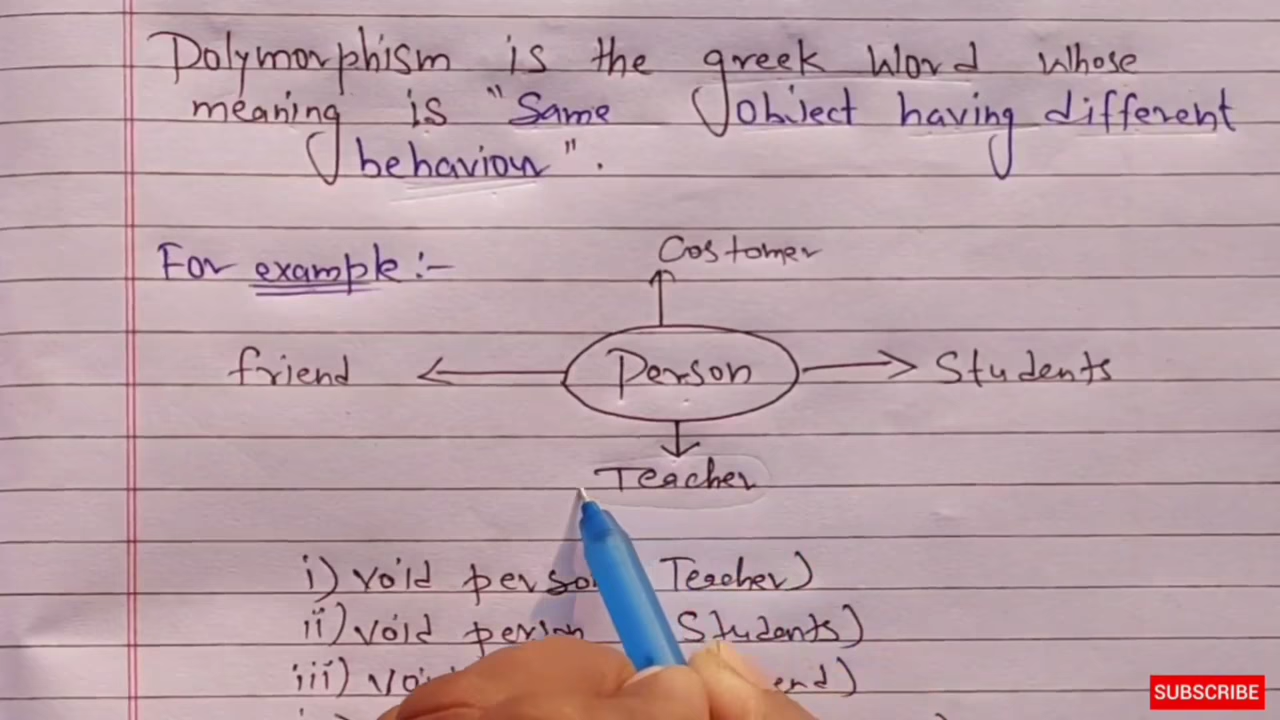 Polymorphism is the greek word whose
meaning is "Same object having different
behaviour".
For example :-
Costomer
friend ← Person → Students
Teacher
i) void person Teacher)
ii) void person Students)
iii)
SUBSCRIBE